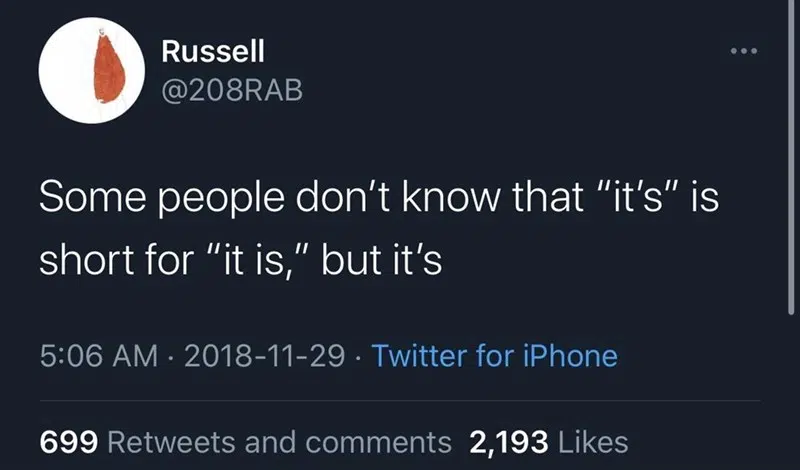 Russell
@208RAB
Some people don’t know that “it’s” is
short for “it is,” but it’s
5:06 AM · 2018-11-29 · Twitter for iPhone
699 Retweets and comments 2,193 Likes